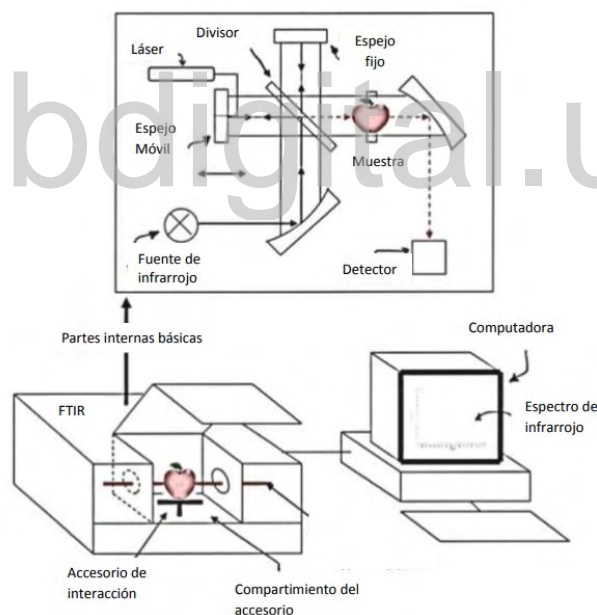 Divisor
Espejo
fijo
Láser
bdigital.u
Espejo
Móvil
Muestra
Fuente de
infrarrojo
Detector
Partes internas básicas
Computadora
FTIR
Espectro de
infrarrojo
Accesorio de
interacción
Compartimiento del
accesorio